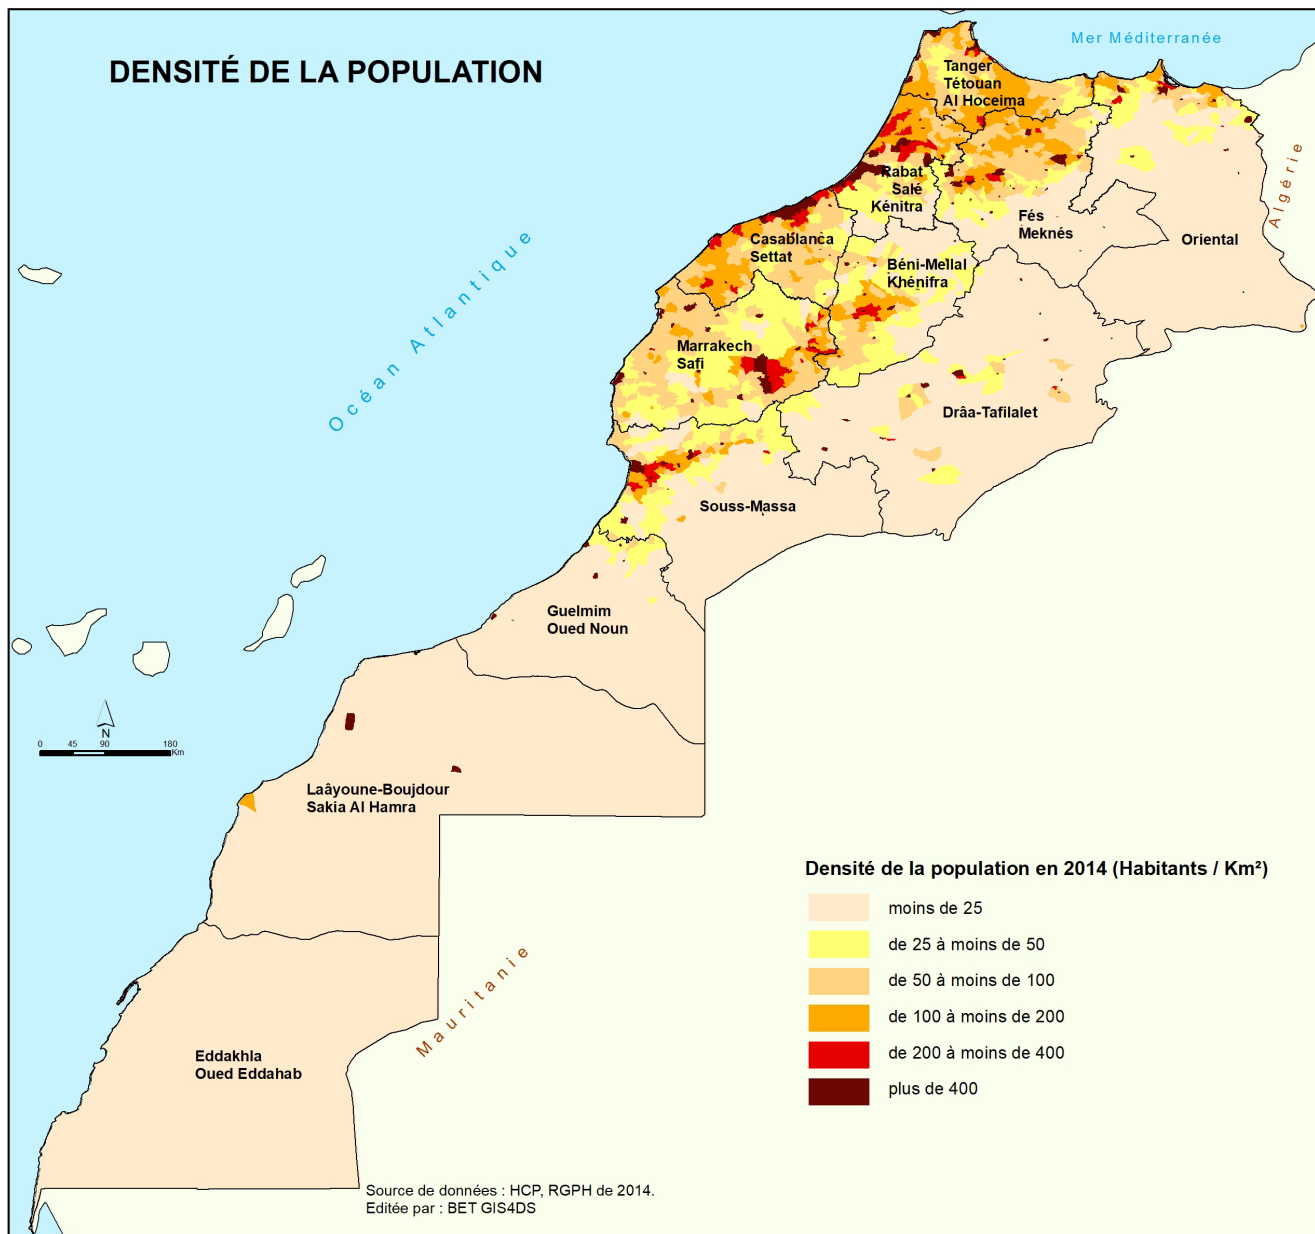 DENSITÉ DE LA POPULATION
Mer Méditerranée
Tanger
Tétouan
Al Hoceima
Rabat
Salé
Kénitra
Fés
Meknés
Oriental
Algérie
Casablanca
Settat
Béni-Mellal
Khénifra
Océan Atlantique
Marrakech
Safi
Drâa-Tafilalet
Souss-Massa
Guelmim
Oued Noun
N
0 45 90 180
Km
Laâyoune-Boujdour
Sakia Al Hamra
Mauritanie
Eddakhla
Oued Eddahab
Densité de la population en 2014 (Habitants / Km²)
moins de 25
de 25 à moins de 50
de 50 à moins de 100
de 100 à moins de 200
de 200 à moins de 400
plus de 400
Source de données : HCP, RGPH de 2014.
Editée par : BET GIS4DS